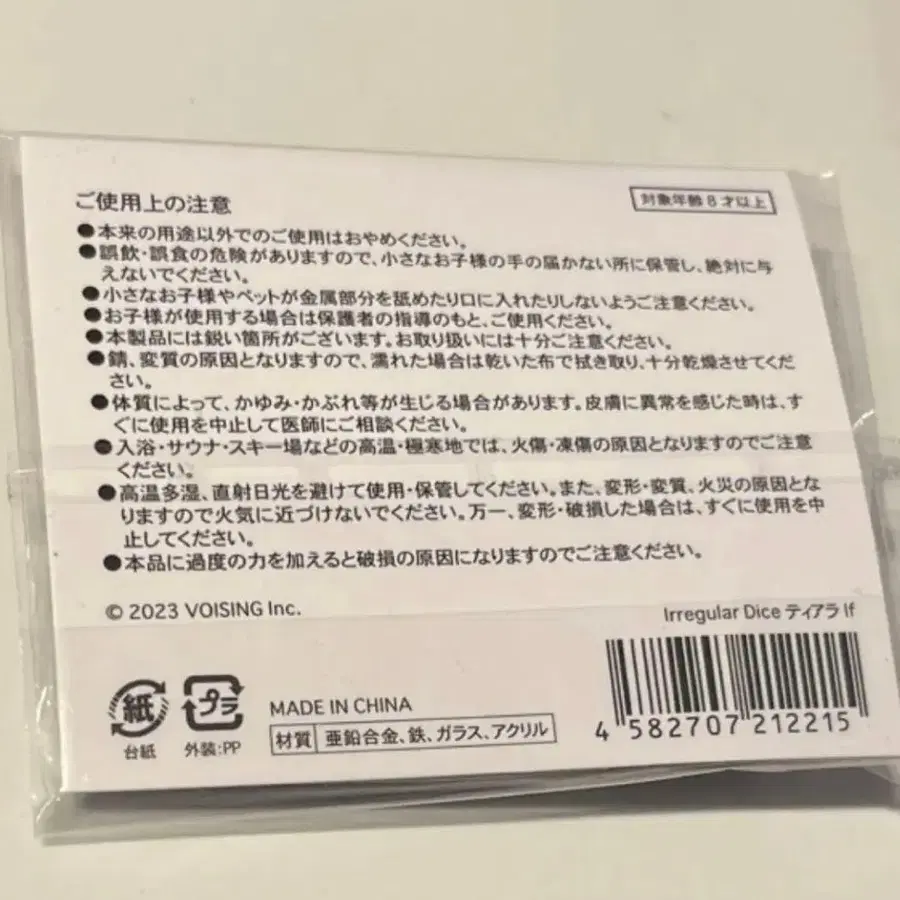 ご使用上の注意
対象年齢8才以上
●本来の用途以外でのご使用はおやめください。
●誤飲・誤食の危険がありますので、小さなお子様の手の届かない所に保管し、絶対に与
えないでください。
●小さなお子様やペットが金属部分を舐めたり口に入れたりしないようご注意ください。
●お子様が使用する場合は保護者の指導のもと、ご使用ください。
●本製品には鋭い箇所がございます。お取り扱いには十分ご注意ください。
●錆、変質の原因となりますので、濡れた場合は乾いた布で拭き取り、十分乾燥させてくだ
さい。
●体質によって、かゆみ・かぶれ等が生じる場合があります。皮膚に異常を感じた時は、す
ぐに使用を中止して医師にご相談ください。
●入浴・サウナ・スキー場などの高温・極寒地では、火傷・凍傷の原因となりますのでご注意
ください。
●高温多湿、直射日光を避けて使用・保管してください。また、変形・変質、火災の原因とな
りますので火気に近づけないでください。万一、変形・破損した場合は、すぐに使用を中
止してください。
●本品に過度の力を加えると破損の原因になりますのでご注意ください。
© 2023 VOISING Inc.
Irregular Dice ティアラ If
紙
プラ
台紙
外装:PP
MADE IN CHINA
材質 亜鉛合金、鉄、ガラス、アクリル
4 582707 212215